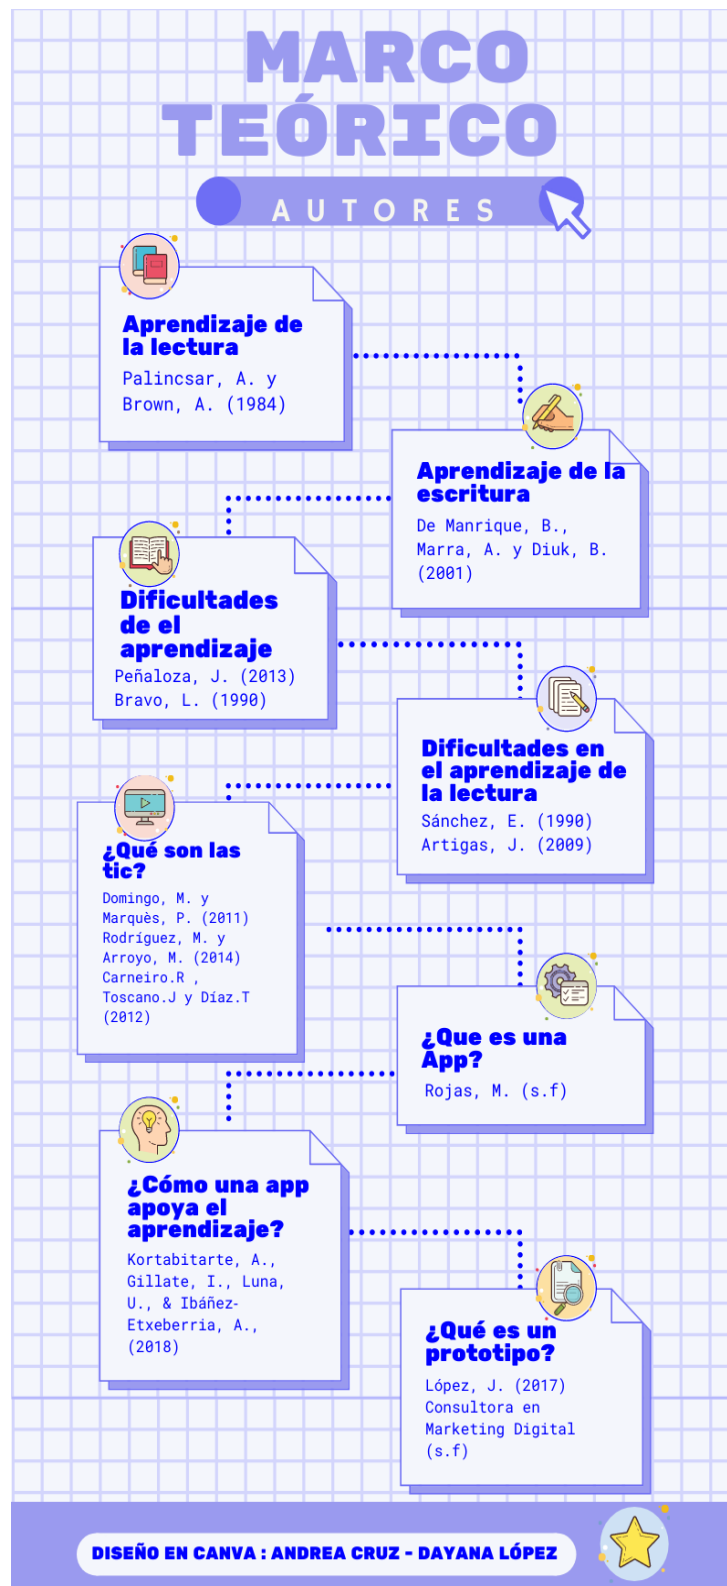 MARCO
TEÓRICO
AUTORES
Aprendizaje de
la lectura
Palincsar, A. y
Brown, A. (1984)
Aprendizaje de la
escritura
De Manrique, B.,
Marra, A. y Diuk, B.
(2001)
Dificultades
de el
aprendizaje
Peñaloza, J. (2013)
Bravo, L. (1990)
Dificultades en
el aprendizaje de
la lectura
Sánchez, E. (1990)
Artigas, J. (2009)
¿Qué son las
tic?
Domingo, M. y
Marquès, P. (2011)
Rodríguez, M. y
Arroyo, M. (2014)
Carneiro.R ,
Toscano.J y Díaz.T
(2012)
¿Que es una
App?
Rojas, M. (s.f)
¿Cómo una app
apoya el
aprendizaje?
Kortabitarte, A.,
Gillate, I., Luna,
U., & Ibáñez-
Etxeberria, A.,
(2018)
¿Qué es un
prototipo?
López, J. (2017)
Consultora en
Marketing Digital
(s.f)
DISEÑO EN CANVA : ANDREA CRUZ - DAYANA LÓPEZ